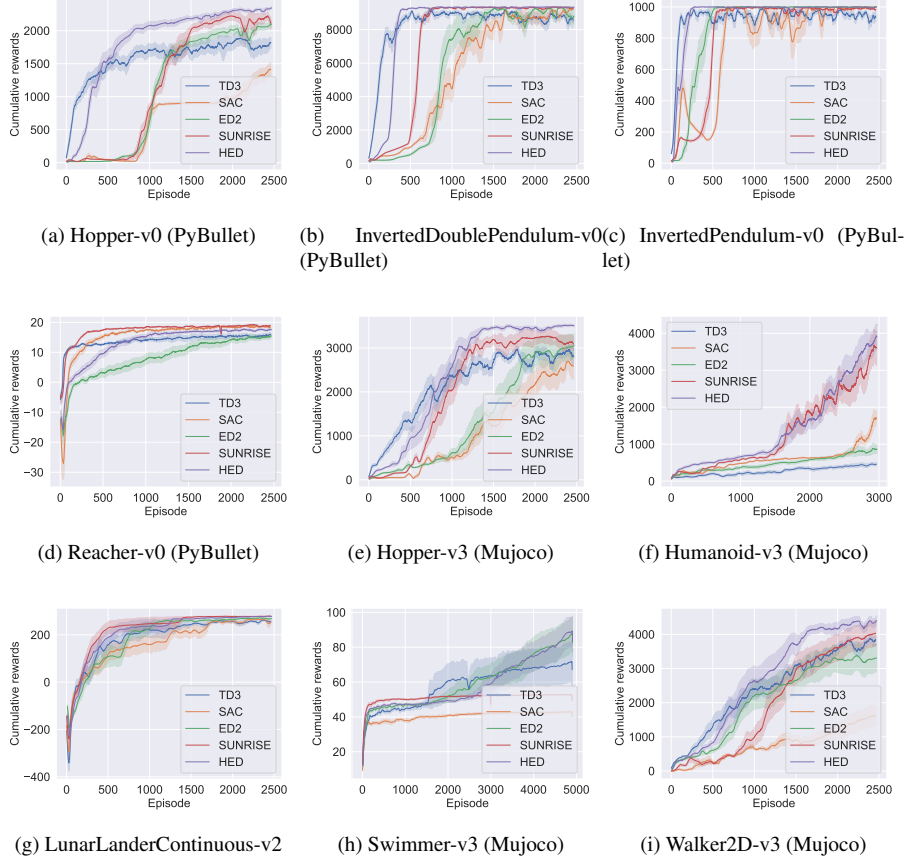 2000
1500
1000
500
0
Cumulative rewards
TD3
SAC
ED2
SUNRISE
HED
0 500 1000 1500 2000 2500
Episode
(a) Hopper-v0 (PyBullet)
8000
6000
4000
2000
0
Cumulative rewards
TD3
SAC
ED2
SUNRISE
HED
0 500 1000 1500 2000 2500
Episode
(b) InvertedDoublePendulum-v0
(PyBullet)
1000
800
600
400
200
0
Cumulative rewards
TD3
SAC
ED2
SUNRISE
HED
0 500 1000 1500 2000 2500
Episode
(c) InvertedPendulum-v0 (PyBul-
let)
20
10
0
−10
−20
−30
Cumulative rewards
TD3
SAC
ED2
SUNRISE
HED
0 500 1000 1500 2000 2500
Episode
(d) Reacher-v0 (PyBullet)
3000
2000
1000
0
Cumulative rewards
TD3
SAC
ED2
SUNRISE
HED
0 500 1000 1500 2000 2500
Episode
(e) Hopper-v3 (Mujoco)
4000
3000
2000
1000
0
Cumulative rewards
TD3
SAC
ED2
SUNRISE
HED
0 1000 2000 3000
Episode
(f) Humanoid-v3 (Mujoco)
200
0
−200
−400
Cumulative rewards
TD3
SAC
ED2
SUNRISE
HED
0 500 1000 1500 2000 2500
Episode
(g) LunarLanderContinuous-v2
100
80
60
40
20
Cumulative rewards
TD3
SAC
ED2
SUNRISE
HED
0 1000 2000 3000 4000 5000
Episode
(h) Swimmer-v3 (Mujoco)
4000
3000
2000
1000
0
Cumulative rewards
TD3
SAC
ED2
SUNRISE
HED
0 500 1000 1500 2000 2500
Episode
(i) Walker2D-v3 (Mujoco)